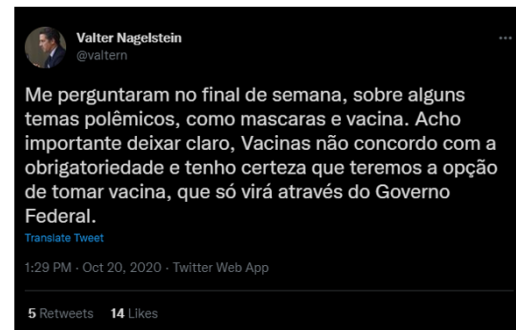 Valter Nagelstein
@valtern
Me perguntaram no final de semana, sobre alguns
temas polêmicos, como mascaras e vacina. Acho
importante deixar claro, Vacinas não concordo com a
obrigatoriedade e tenho certeza que teremos a opção
de tomar vacina, que só virá através do Governo
Federal.
Translate Tweet
1:29 PM · Oct 20, 2020 · Twitter Web App
5 Retweets 14 Likes